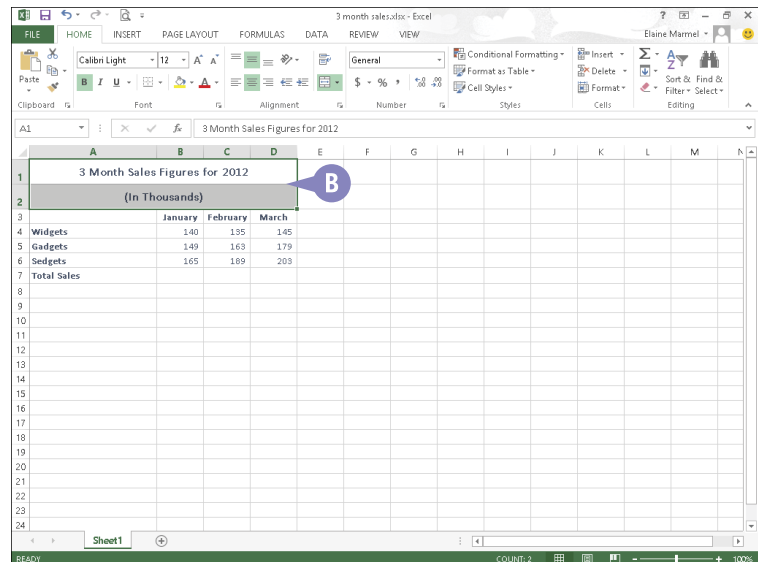 3 month sales.xlsx - Excel
FILE HOME INSERT PAGE LAYOUT FORMULAS DATA REVIEW VIEW Elaine Marmel
Paste
Calibri Light 12
General
B I U
$ % ,
Conditional Formatting
Format as Table
Cell Styles
Insert
Delete
Format
Sort & Filter
Find & Select
Clipboard Font Alignment Number Styles Cells Editing
A1 fx 3 Month Sales Figures for 2012
A B C D E F G H I J K L M N
1 3 Month Sales Figures for 2012
B
2 (In Thousands)
3 January February March
4 Widgets 140 135 145
5 Gadgets 149 163 179
6 Sedgets 165 189 203
7 Total Sales
8
9
10
11
12
13
14
15
16
17
18
19
20
21
22
23
24
Sheet1
READY COUNT: 2 100%